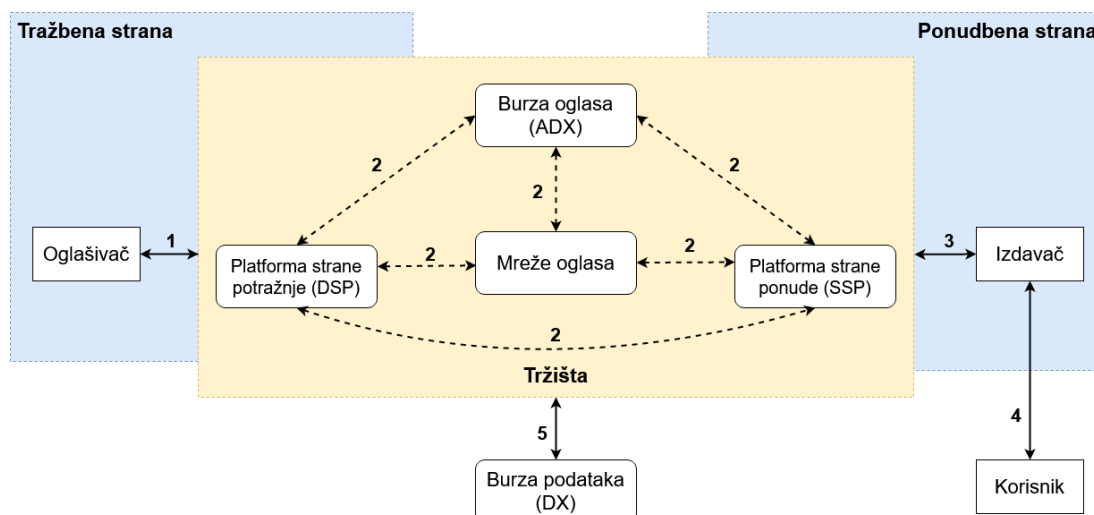 Tražbena strana
Ponudbena strana
Burza oglasa
(ADX)
2
2
2
Oglašivač
1
Platforma strane
potražnje (DSP)
2
Mreže oglasa
2
Platforma strane
ponude (SSP)
3
Izdavač
2
Tržišta
4
5
Burza podataka
(DX)
Korisnik